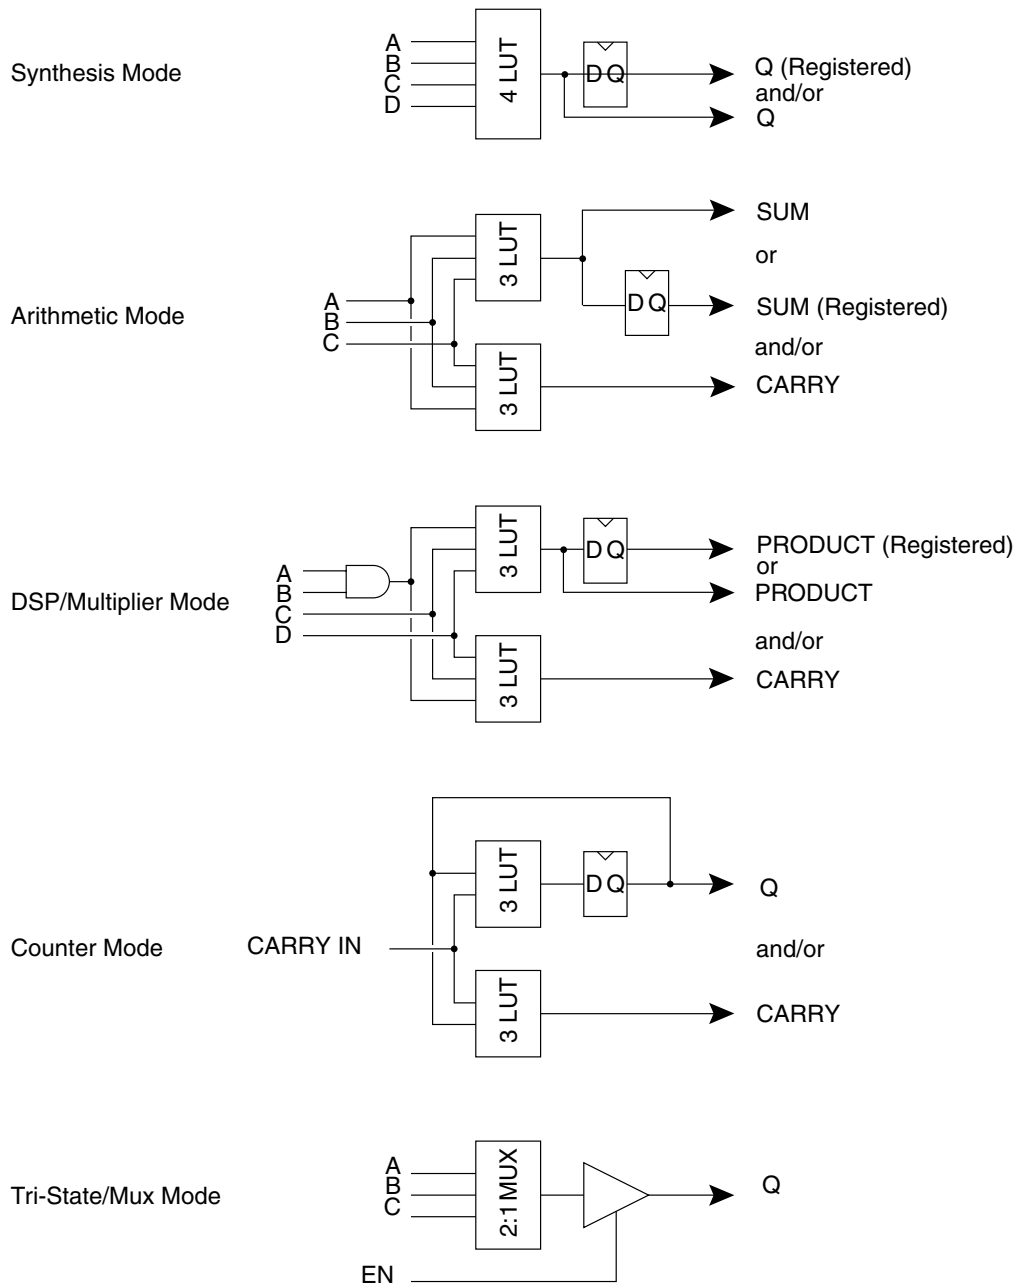 Synthesis Mode
A
B
C
D
4 LUT
D Q
Q (Registered)
and/or
Q
Arithmetic Mode
A
B
C
3 LUT
3 LUT
D Q
SUM
or
SUM (Registered)
and/or
CARRY
DSP/Multiplier Mode
A
B
C
D
3 LUT
3 LUT
D Q
PRODUCT (Registered)
or
PRODUCT
and/or
CARRY
Counter Mode
CARRY IN
3 LUT
3 LUT
D Q
Q
and/or
CARRY
Tri-State/Mux Mode
A
B
C
EN
2:1 MUX
Q